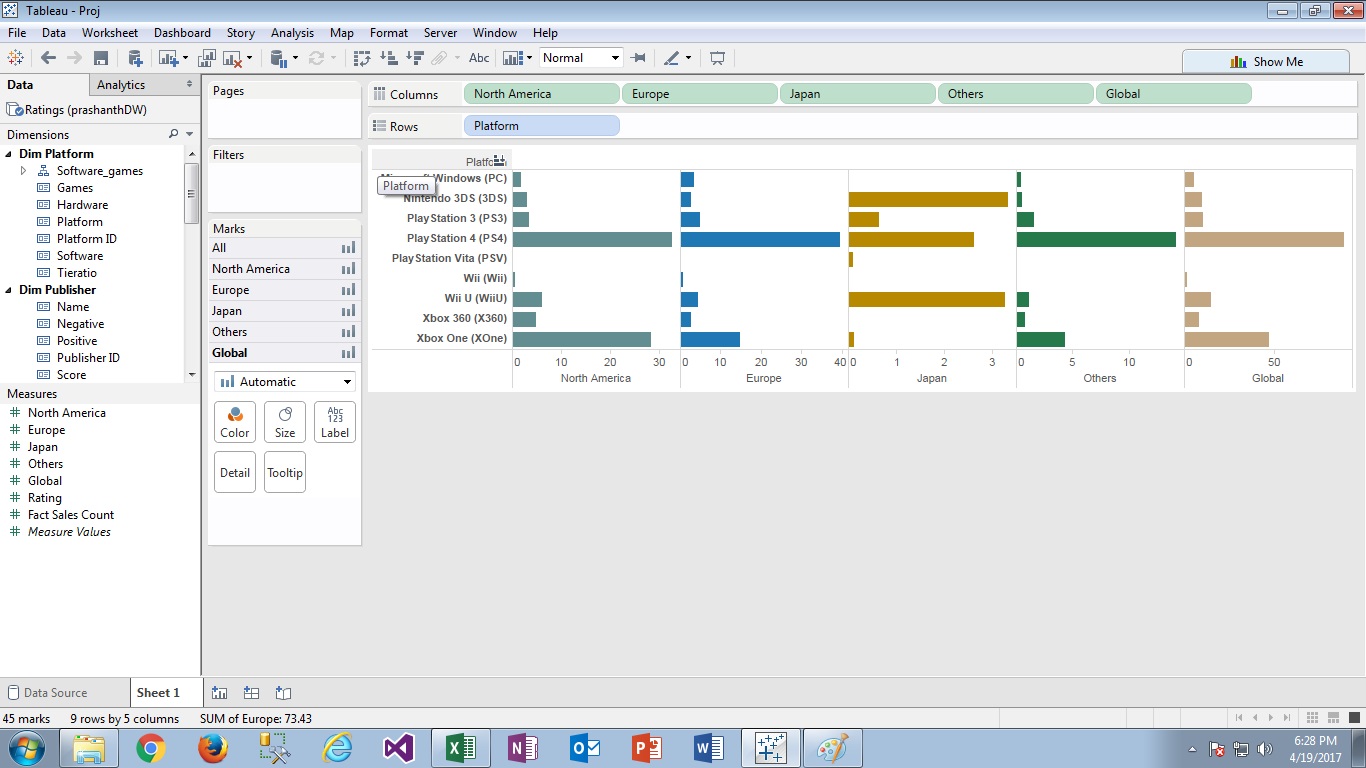 Tableau - Proj
File Data Worksheet Dashboard Story Analysis Map Format Server Window Help
Abc Normal Show Me
Data Analytics
Ratings (prashanthDW)
Dimensions
Dim Platform
Software_games
Games
Hardware
Platform
Platform ID
Software
Tieratio
Dim Publisher
Name
Negative
Positive
Publisher ID
Score
Measures
North America
Europe
Japan
Others
Global
Rating
Fact Sales Count
Measure Values
Pages
Filters
Marks
All
North America
Europe
Japan
Others
Global
Automatic
Color Size Abc 123 Label
Detail Tooltip
Columns North America Europe Japan Others Global
Rows Platform
Platfo
Platform
Windows (PC)
Nintendo 3DS (3DS)
PlayStation 3 (PS3)
PlayStation 4 (PS4)
PlayStation Vita (PSV)
Wii (Wii)
Wii U (WiiU)
Xbox 360 (X360)
Xbox One (XOne)
0 10 20 30 0 10 20 30 40 0 1 2 3 0 5 10 0 50
North America Europe Japan Others Global
Data Source Sheet 1
45 marks 9 rows by 5 columns SUM of Europe: 73.43
6:28 PM
4/19/2017